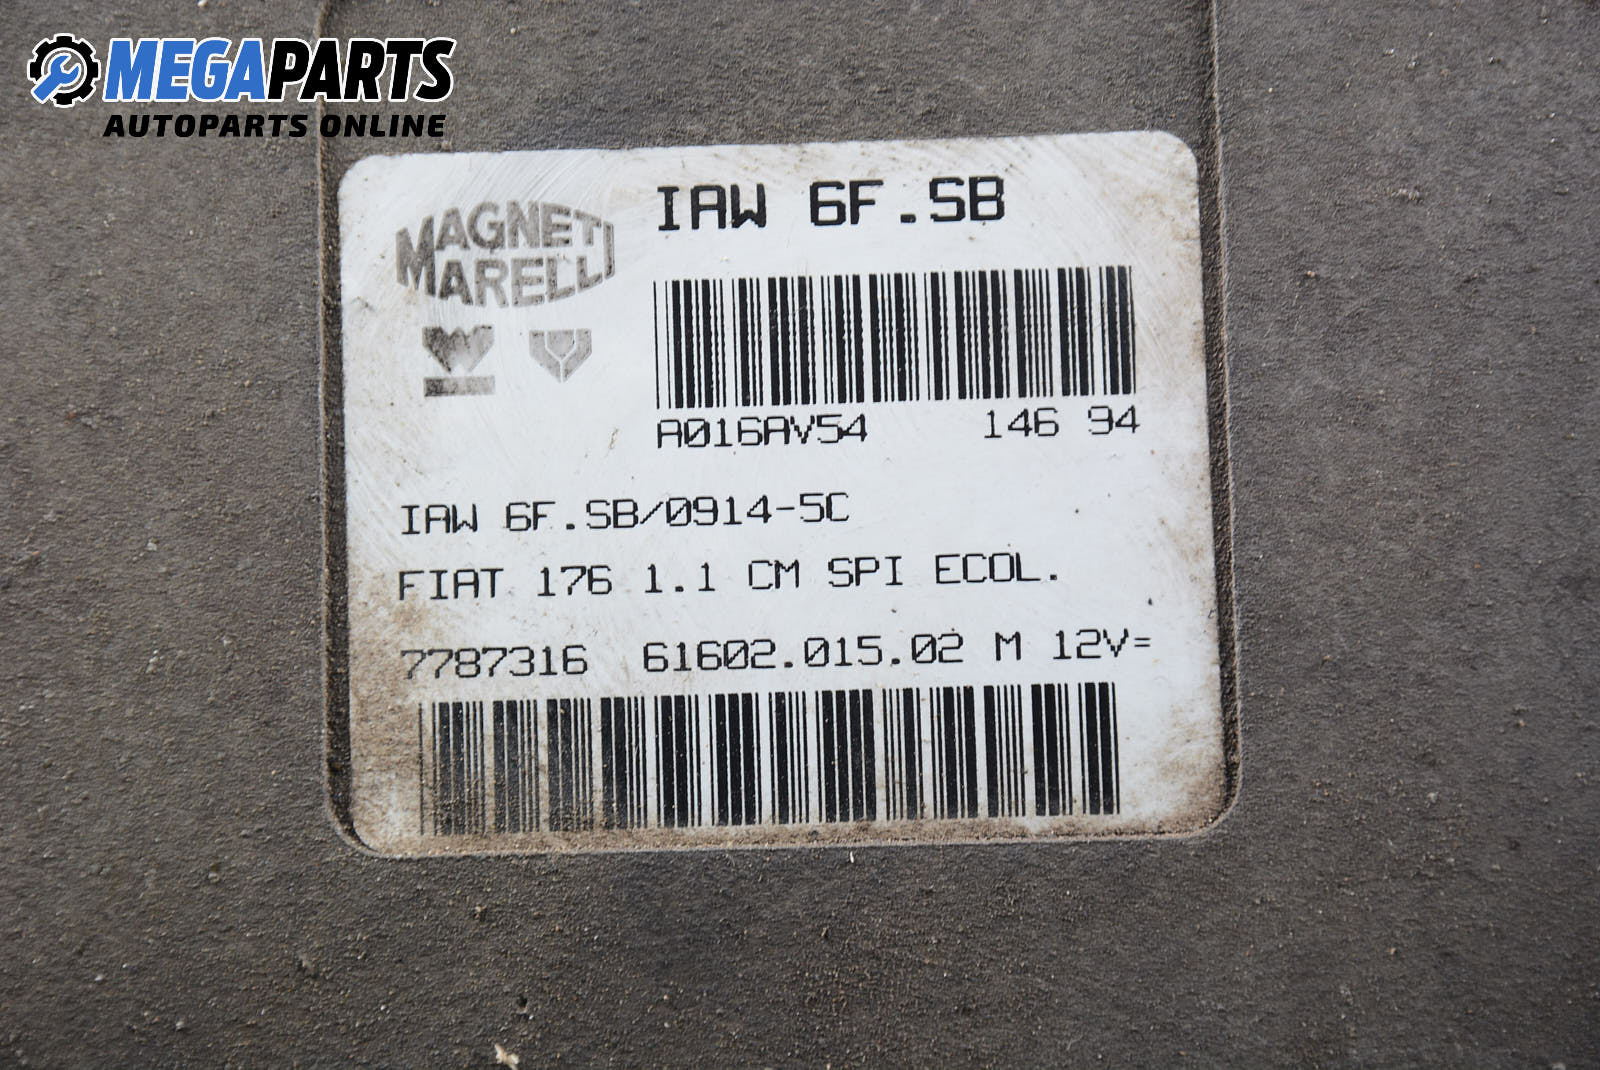 MEGAPARTS
AUTOPARTS ONLINE
IAW 6F.SB
MAGNETI
MARELLI
A016AV54 146 94
IAW 6F.SB/0914-5C
FIAT 176 1.1 CM SPI ECOL.
7787316 61602.015.02 M 12V=